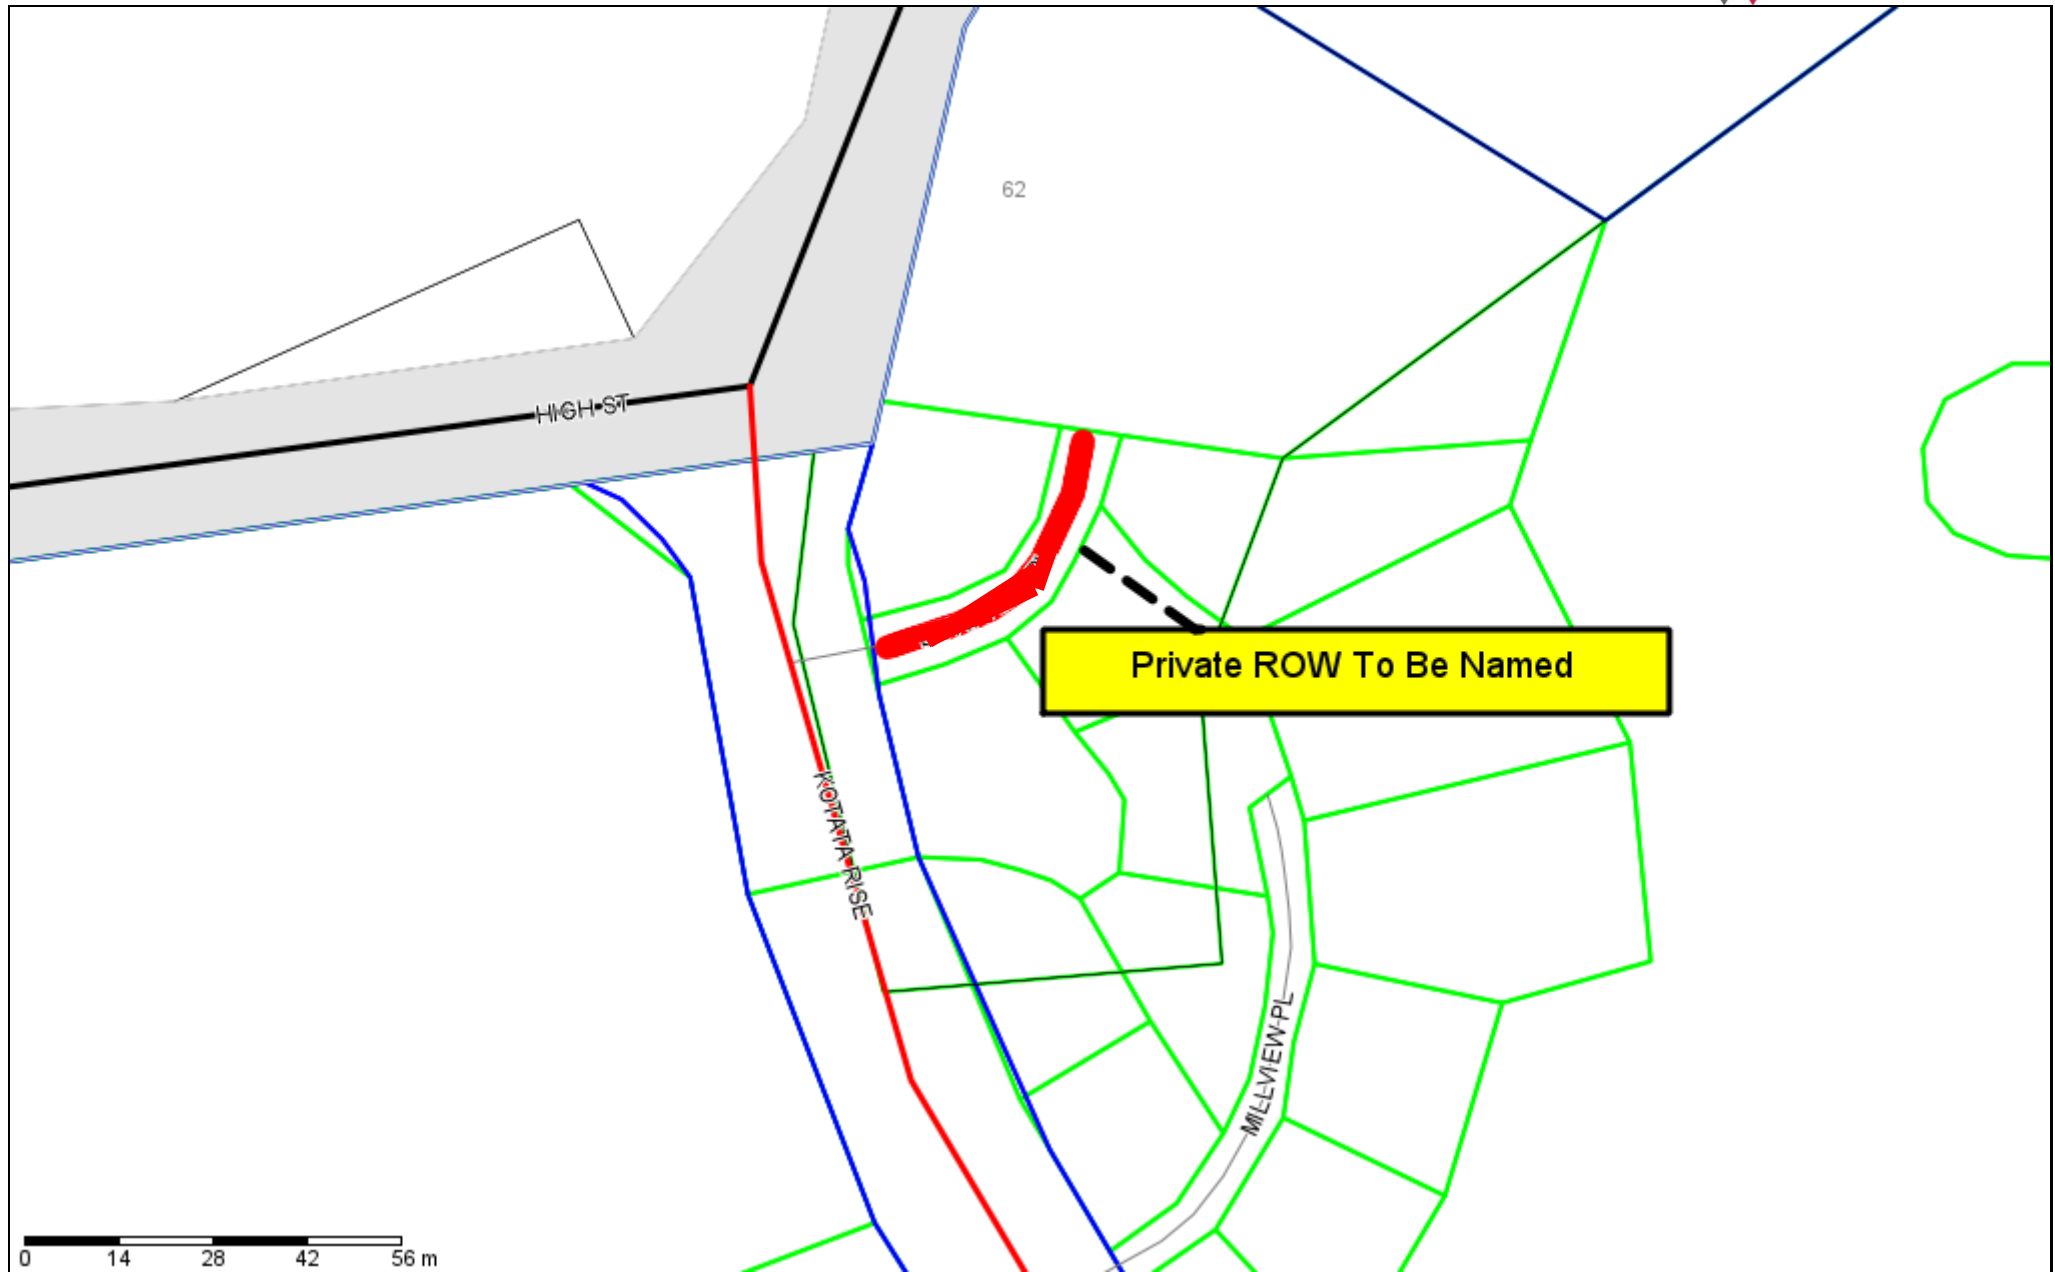 62
HIGH ST
Private ROW To Be Named
KOTATA RISE
MILLVIEW PL
0 14 28 42 56 m